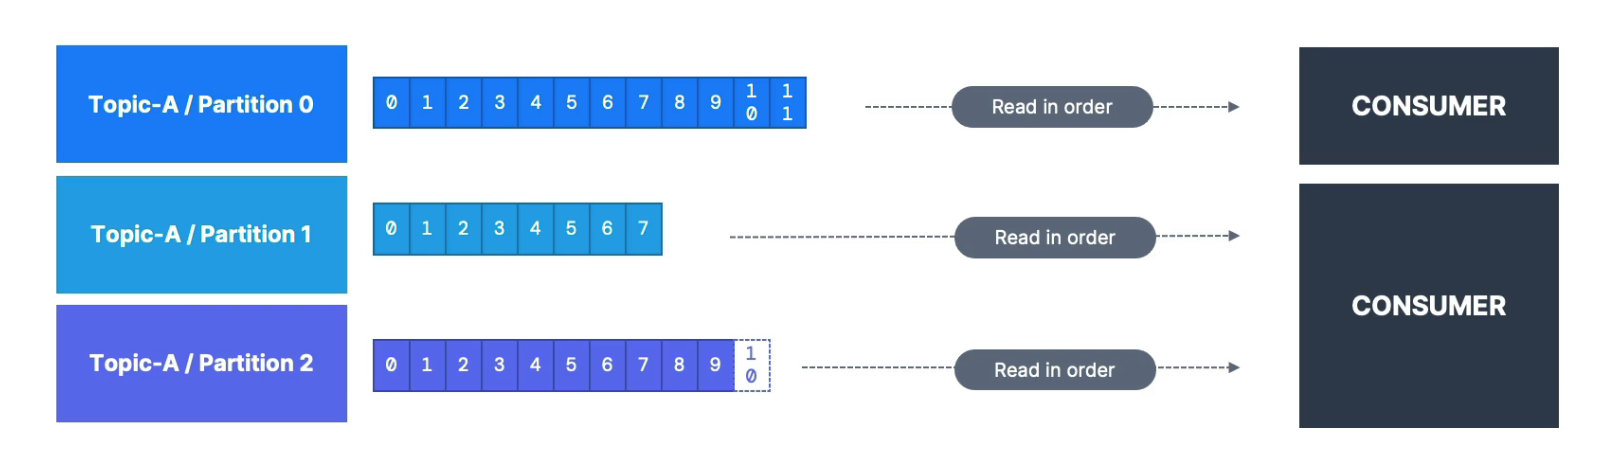 Topic-A / Partition 0
0 1 2 3 4 5 6 7 8 9 10 11
Read in order
CONSUMER
Topic-A / Partition 1
0 1 2 3 4 5 6 7
Read in order
Topic-A / Partition 2
0 1 2 3 4 5 6 7 8 9 10
Read in order
CONSUMER